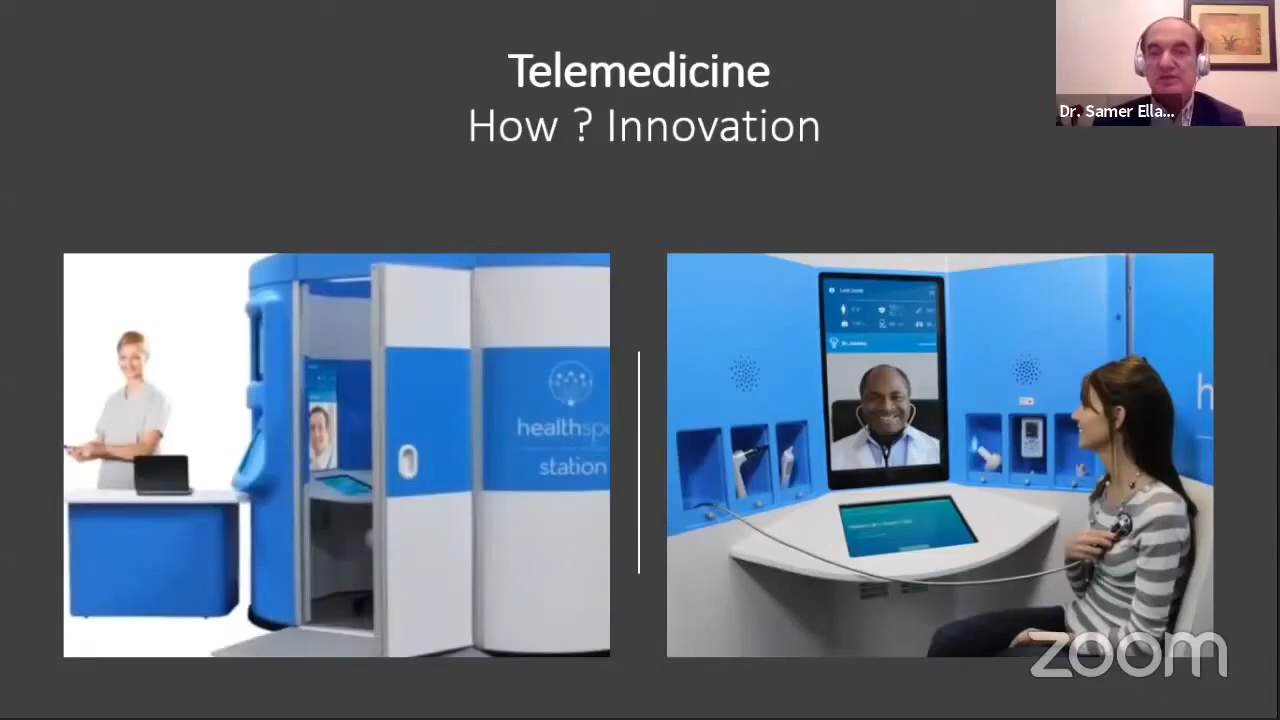 Telemedicine
How ? Innovation
Dr. Samer Ella...
healthsp
station
h
zoom